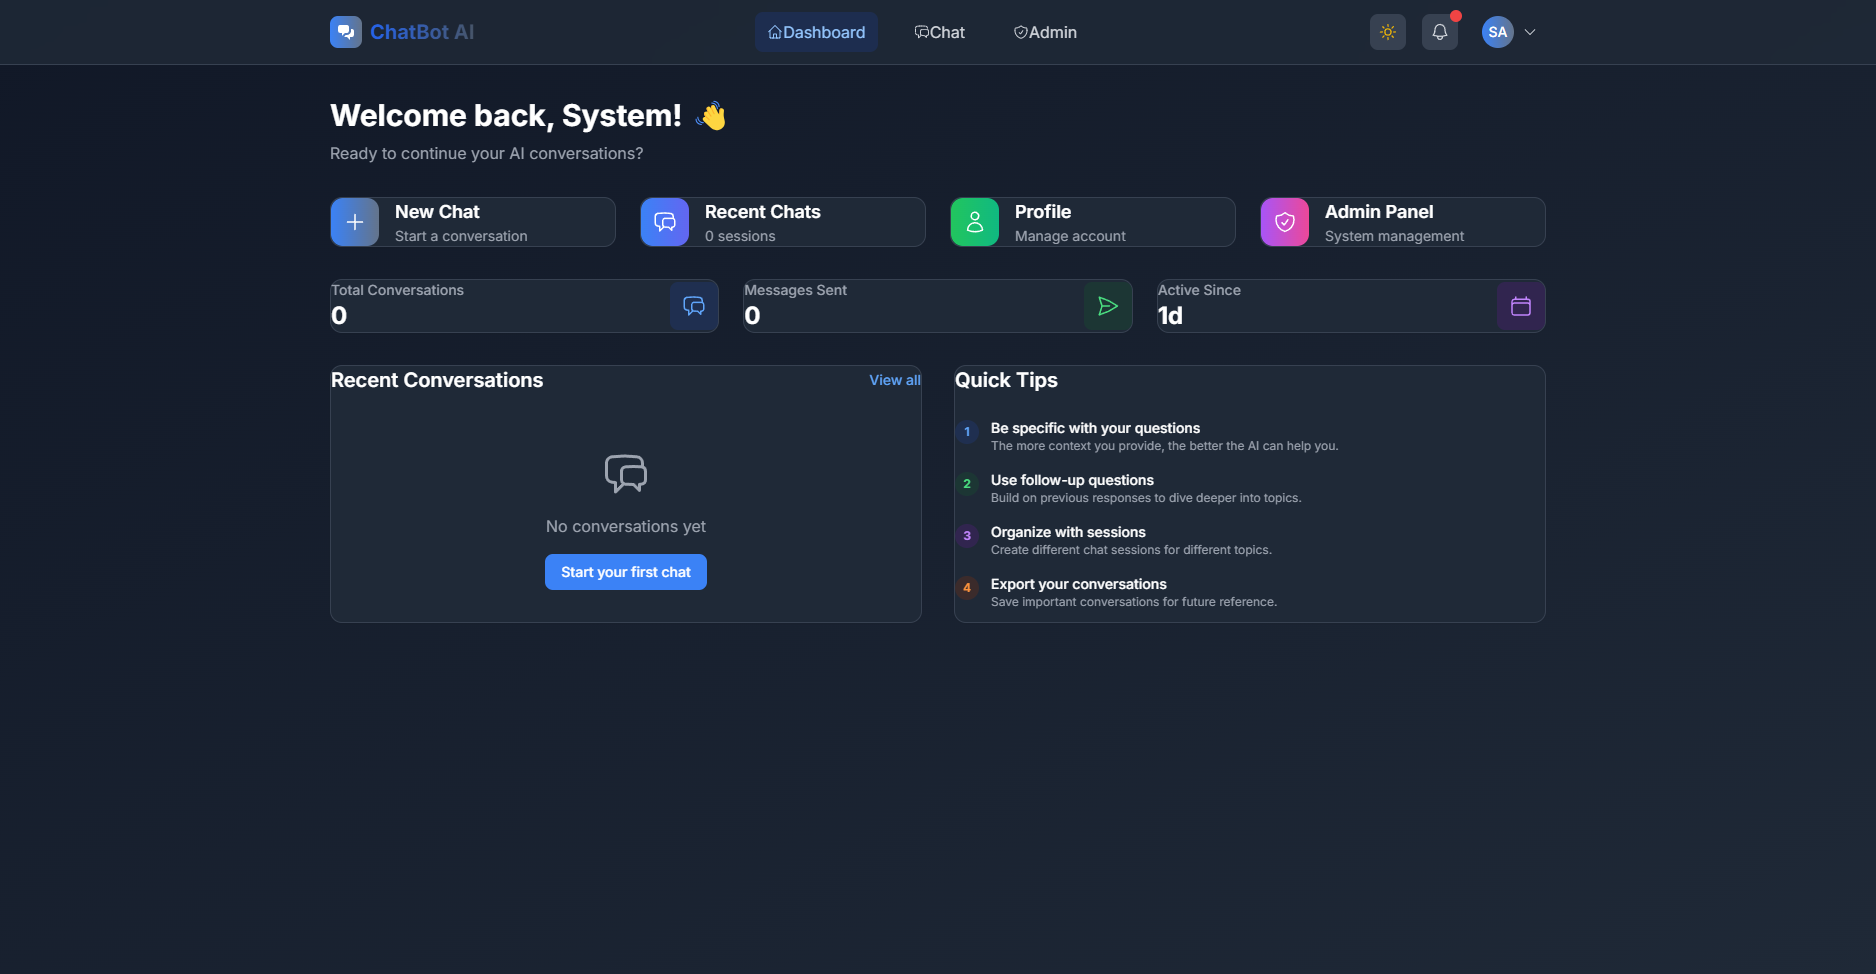 ChatBot AI
Dashboard
Chat
Admin
SA
Welcome back, System! 👋
Ready to continue your AI conversations?
New Chat
Start a conversation
Recent Chats
0 sessions
Profile
Manage account
Admin Panel
System management
Total Conversations
0
Messages Sent
0
Active Since
1d
Recent Conversations
View all
No conversations yet
Start your first chat
Quick Tips
1
Be specific with your questions
The more context you provide, the better the AI can help you.
2
Use follow-up questions
Build on previous responses to dive deeper into topics.
3
Organize with sessions
Create different chat sessions for different topics.
4
Export your conversations
Save important conversations for future reference.